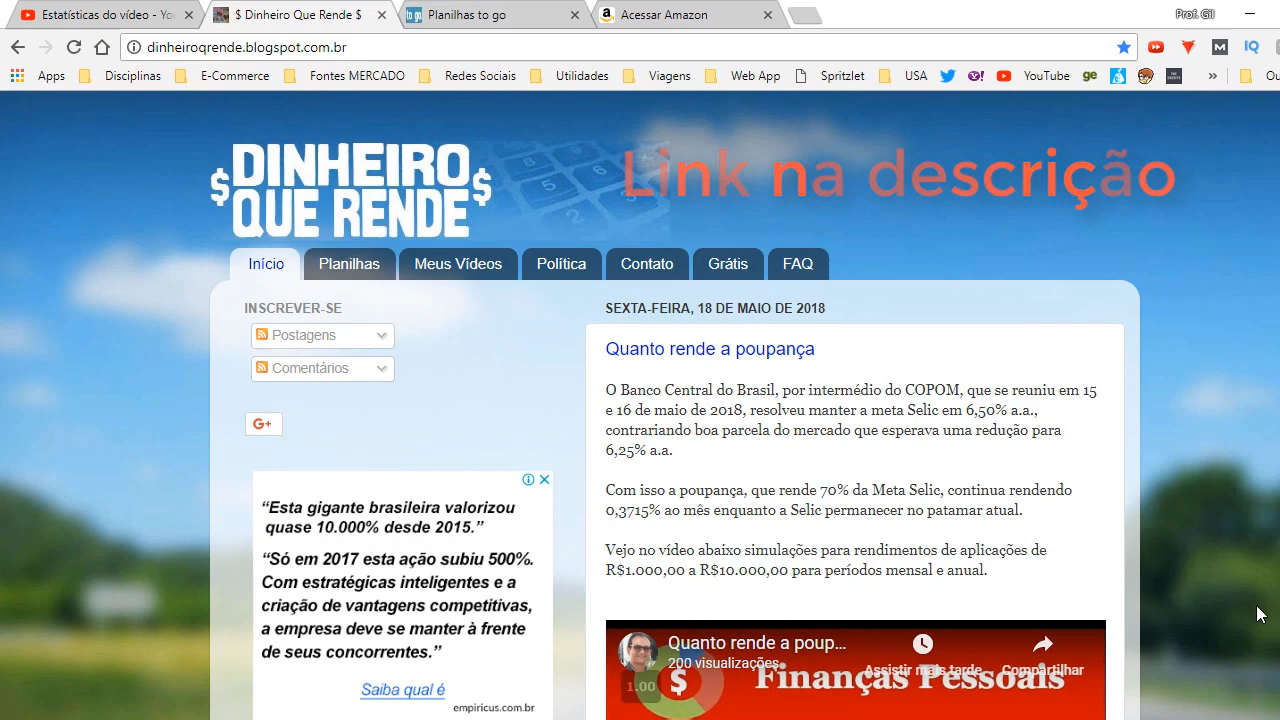 Estatísticas do vídeo - You
$ Dinheiro Que Rende $
Planilhas to go
Acessar Amazon
Prof. Gil
dinheiroqrende.blogspot.com.br
Apps
Disciplinas
E-Commerce
Fontes MERCADO
Redes Sociais
Utilidades
Viagens
Web App
Spritzlet
USA
YouTube
ge
»
Ou
$DINHEIRO
QUE RENDE$
Link na descrição
Início
Planilhas
Meus Vídeos
Política
Contato
Grátis
FAQ
INSCREVER-SE
Postagens
Comentários
G+
“Esta gigante brasileira valorizou
quase 10.000% desde 2015.”
“Só em 2017 esta ação subiu 500%.
Com estratégicas inteligentes e a
criação de vantagens competitivas,
a empresa deve se manter à frente
de seus concorrentes.”
Saiba qual é
empiricus.com.br
SEXTA-FEIRA, 18 DE MAIO DE 2018
Quanto rende a poupança
O Banco Central do Brasil, por intermédio do COPOM, que se reuniu em 15
e 16 de maio de 2018, resolveu manter a meta Selic em 6,50% a.a.,
contrariando boa parcela do mercado que esperava uma redução para
6,25% a.a.
Com isso a poupança, que rende 70% da Meta Selic, continua rendendo
0,3715% ao mês enquanto a Selic permanecer no patamar atual.
Vejo no vídeo abaixo simulações para rendimentos de aplicações de
R$1.000,00 a R$10.000,00 para períodos mensal e anual.
Quanto rende a poup...
200 visualizações
Assistir mais tarde
Compartilhar
1.00
$
Finanças Pessoais